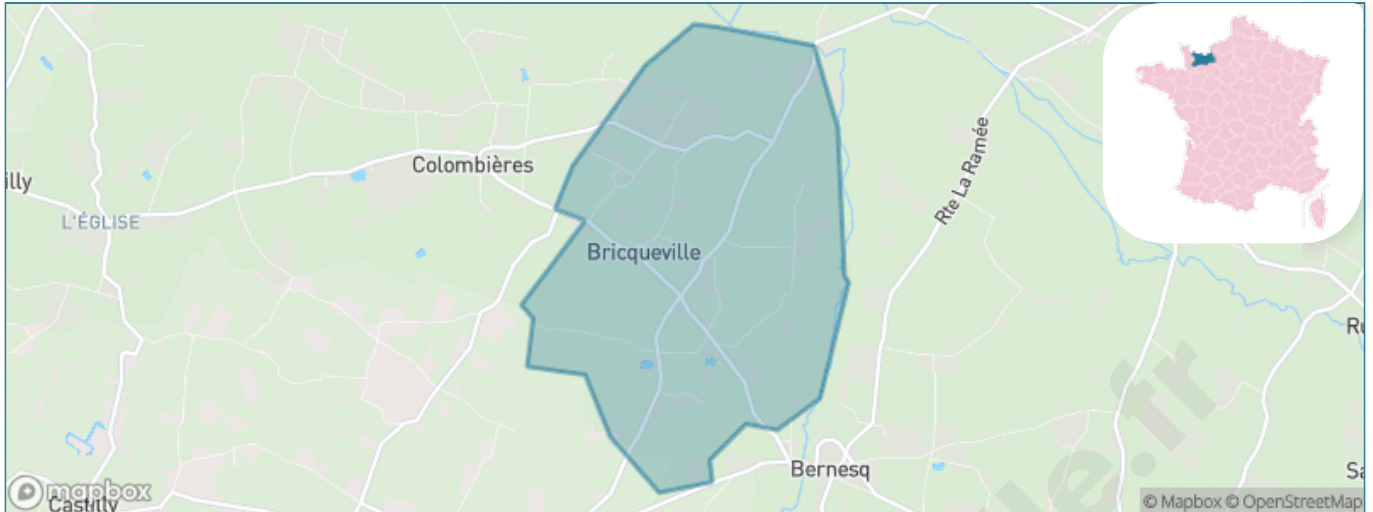 Colombières
illy
L'ÉGLISE
Rte La Ramée
Bricqueville
Bernesq
mapbox
Castilly
© Mapbox © OpenStreetMap